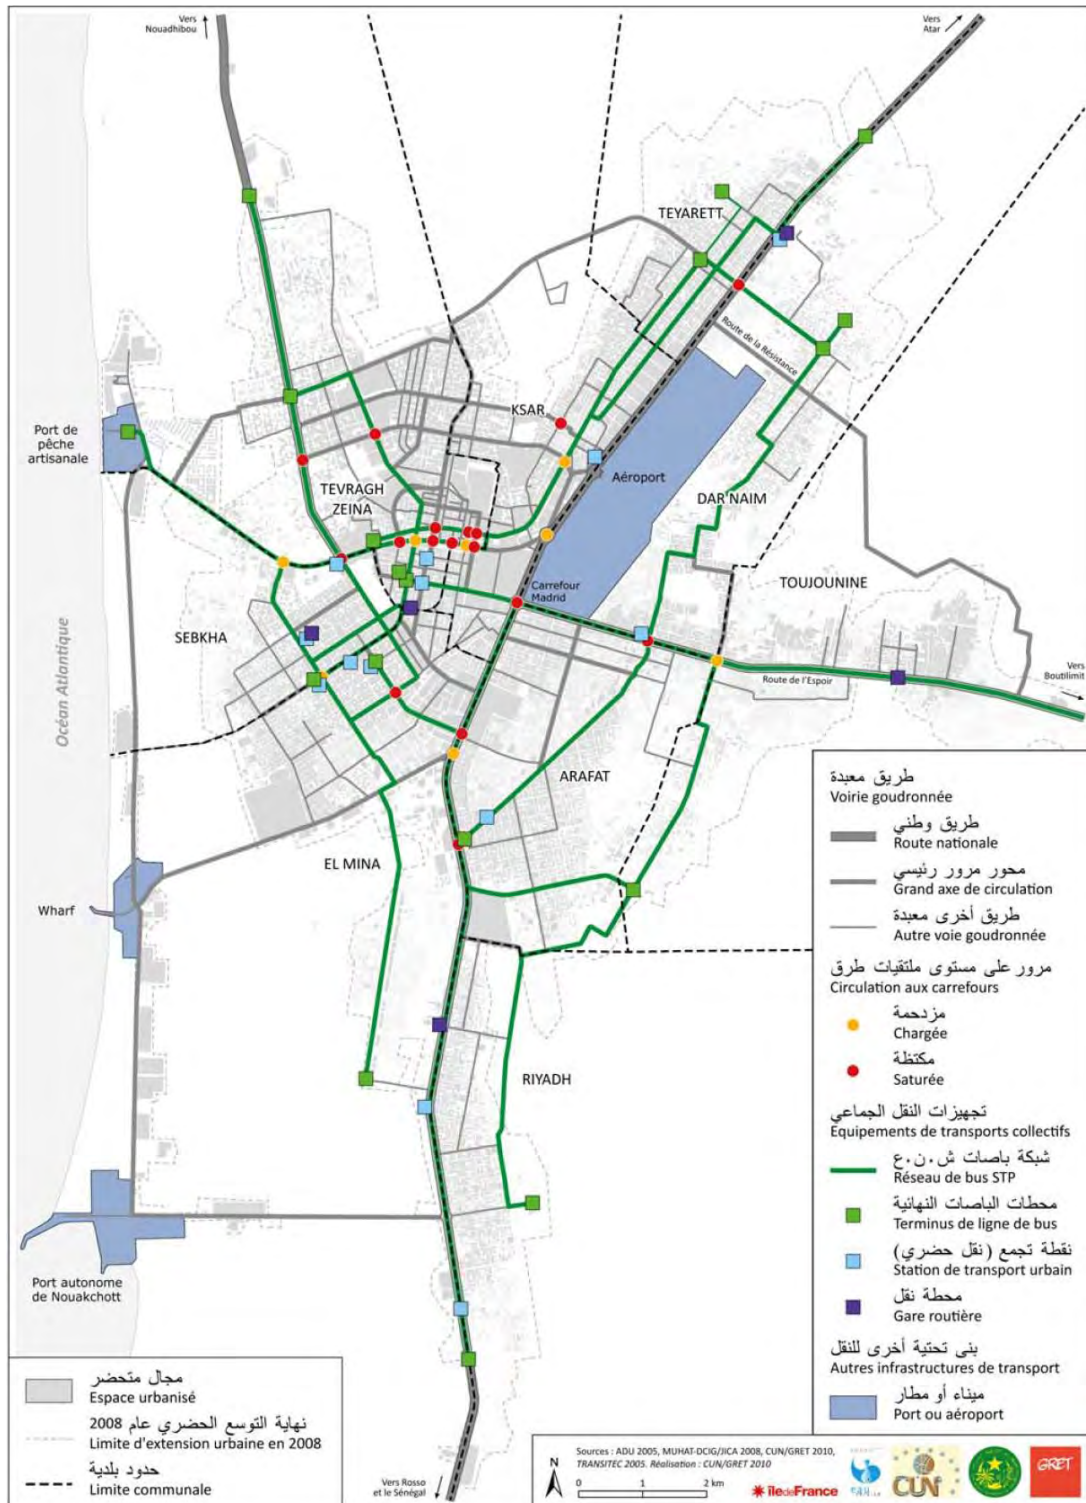 Vers
Nouadhibou
Vers
Atar
TEYARETT
Route de la Résistance
KSAR
Port de
pêche
artisanale
Aéroport
TEVRAGH
ZEINA
DAR NAIM
TOUJOUNINE
Carrefour
Madrid
SEBKHA
Océan Atlantique
Route de l'Espoir
Vers
Boutilimit
ARAFAT
EL MINA
Wharf
RIYADH
Port autonome
de Nouakchott
Vers Rosso
et le Sénégal
طريق معبدة
Voirie goudronnée
طريق وطني
Route nationale
محور مرور رئيسي
Grand axe de circulation
طريق أخرى معبدة
Autre voie goudronnée
مرور على مستوى ملتقيات طرق
Circulation aux carrefours
مزدحمة
Chargée
مكتظة
Saturée
تجهيزات النقل الجماعي
Equipements de transports collectifs
شبكة باصات ش.ن.ع
Réseau de bus STP
محطات الباصات النهائية
Terminus de ligne de bus
نقطة تجمع (نقل حضري)
Station de transport urbain
محطة نقل
Gare routière
بنى تحتية أخرى للنقل
Autres infrastructures de transport
ميناء أو مطار
Port ou aéroport
مجال متحضر
Espace urbanisé
نهاية التوسع الحضري عام 2008
Limite d'extension urbaine en 2008
حدود بلدية
Limite communale
N
Sources : ADU 2005, MUHAT-DCIG/JICA 2008, CUN/GRET 2010,
TRANSITEC 2005. Réalisation : CUN/GRET 2010
0 1 2 km
îledeFrance
CUN
GRET